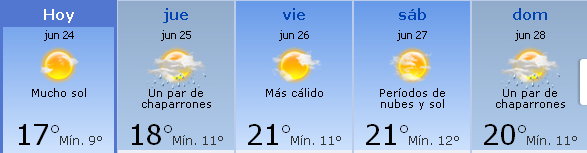 Hoy
jun 24
Mucho sol
17° Mín. 9°
jue
jun 25
Un par de
chaparrones
18° Mín. 11°
vie
jun 26
Más cálido
21° Mín. 11°
sáb
jun 27
Períodos de
nubes y sol
21° Mín. 12°
dom
jun 28
Un par de
chaparrones
20° Mín. 11°